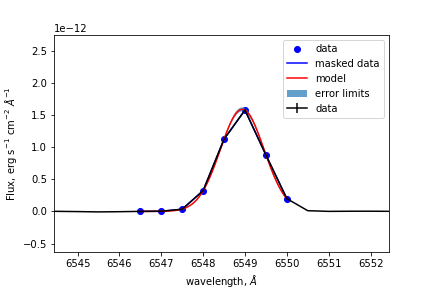 1e−12
2.5
2.0
1.5
1.0
0.5
0.0
−0.5
Flux, erg s⁻¹ cm⁻² Å⁻¹
6545 6546 6547 6548 6549 6550 6551 6552
wavelength, Å
data
masked data
model
error limits
data